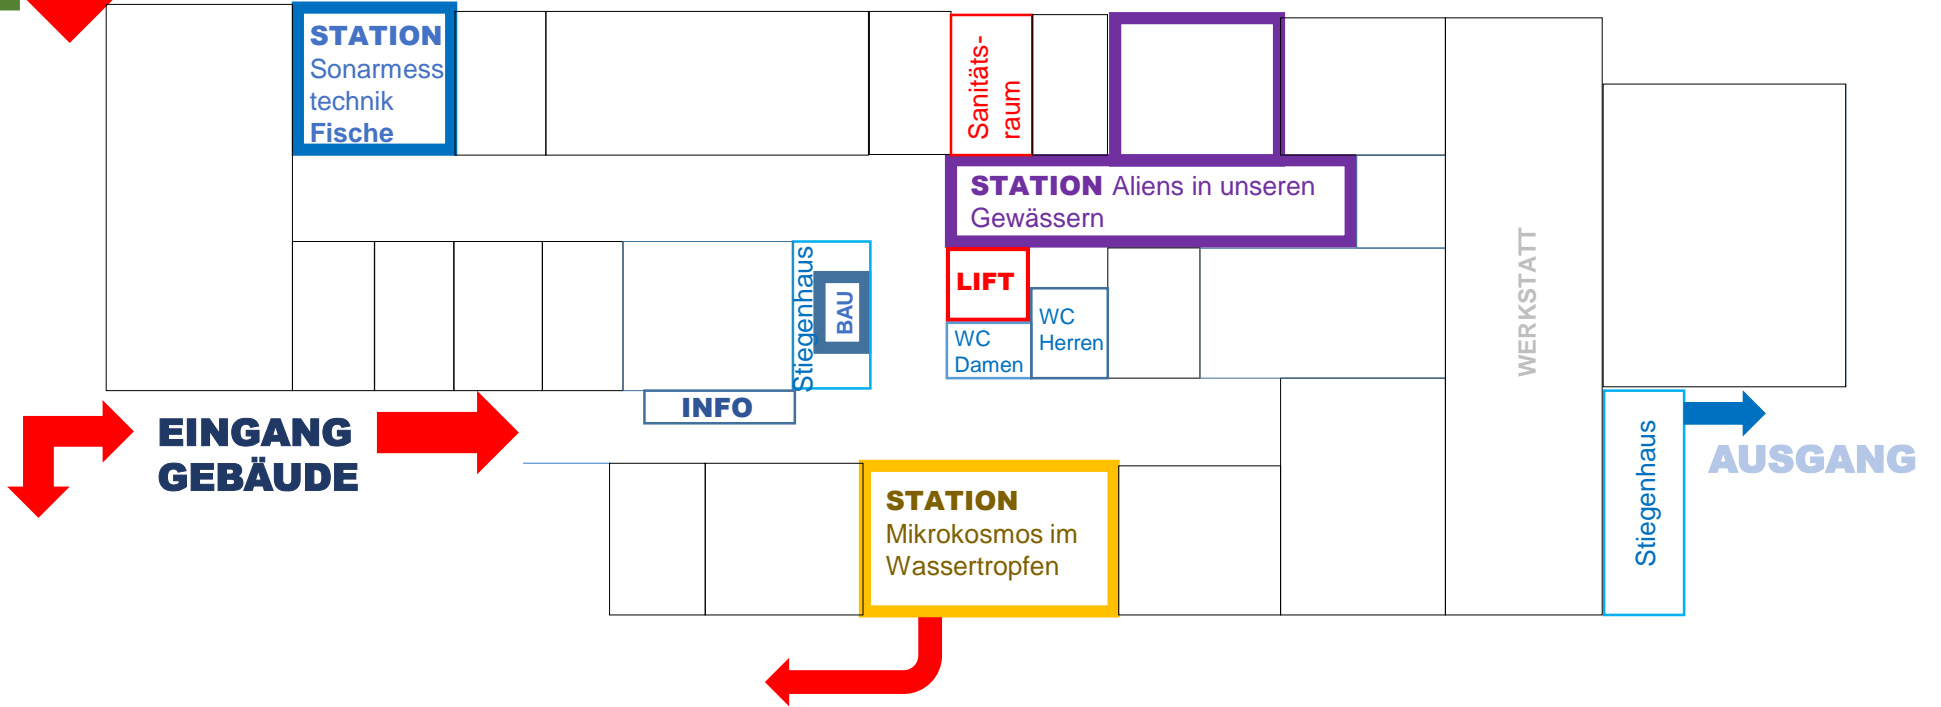 STATION
Sonarmess
technik
Fische
Sanitäts-
raum
STATION Aliens in unseren
Gewässern
Stiegenhaus
BAU
LIFT
WC
Damen
WC
Herren
WERKSTATT
INFO
EINGANG
GEBÄUDE
STATION
Mikrokosmos im
Wassertropfen
Stiegenhaus
AUSGANG